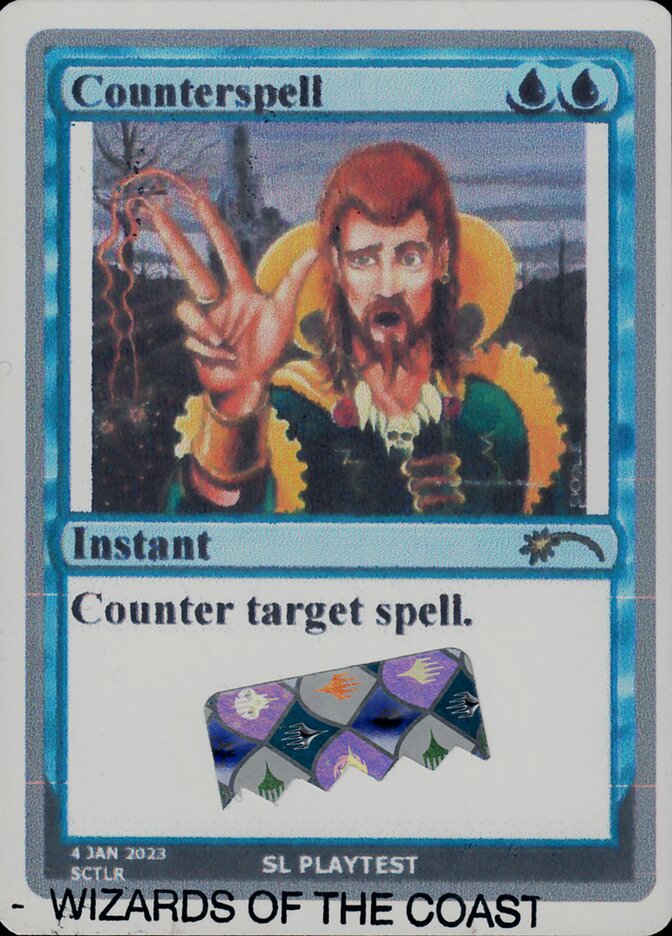 Counterspell
Instant
Counter target spell.
4 JAN 2023
SCTLR
SL PLAYTEST
- WIZARDS OF THE COAST